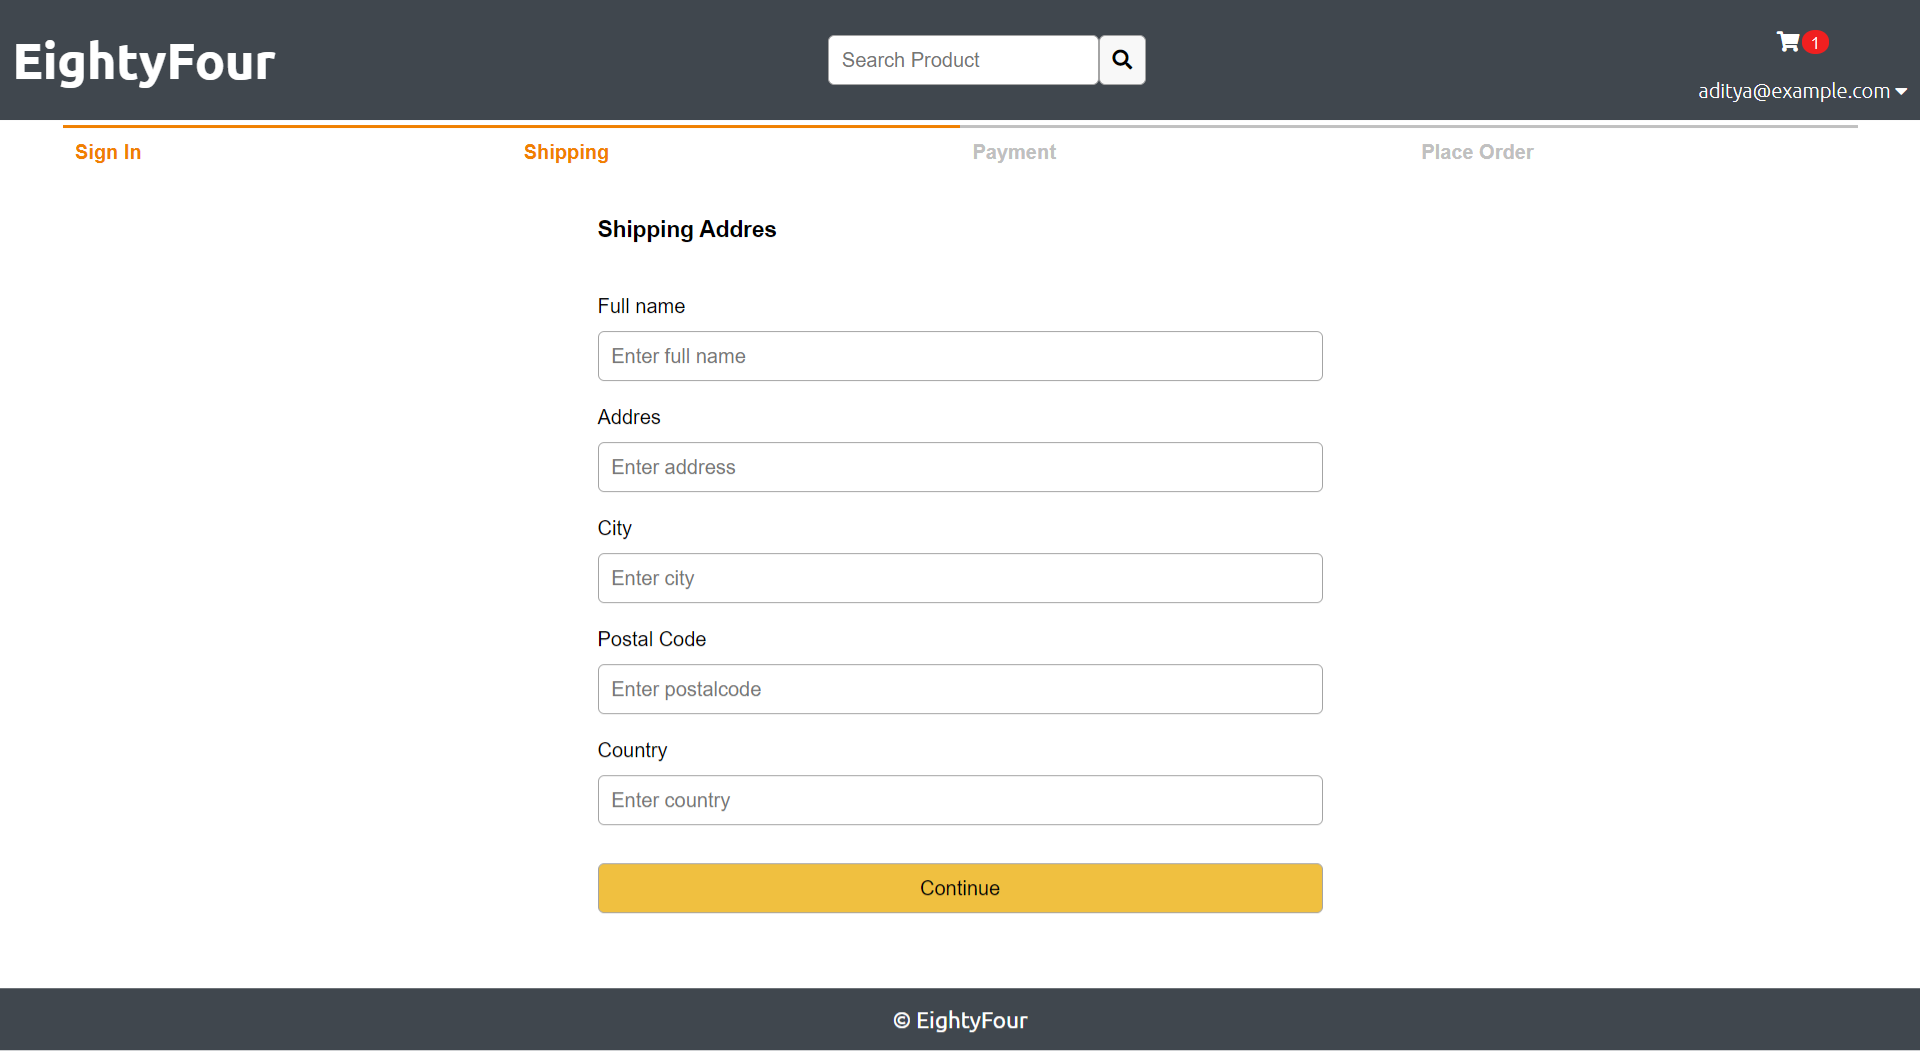 EightyFour
Search Product
1
aditya@example.com
Sign In
Shipping
Payment
Place Order
Shipping Addres
Full name
Enter full name
Addres
Enter address
City
Enter city
Postal Code
Enter postalcode
Country
Enter country
Continue
© EightyFour